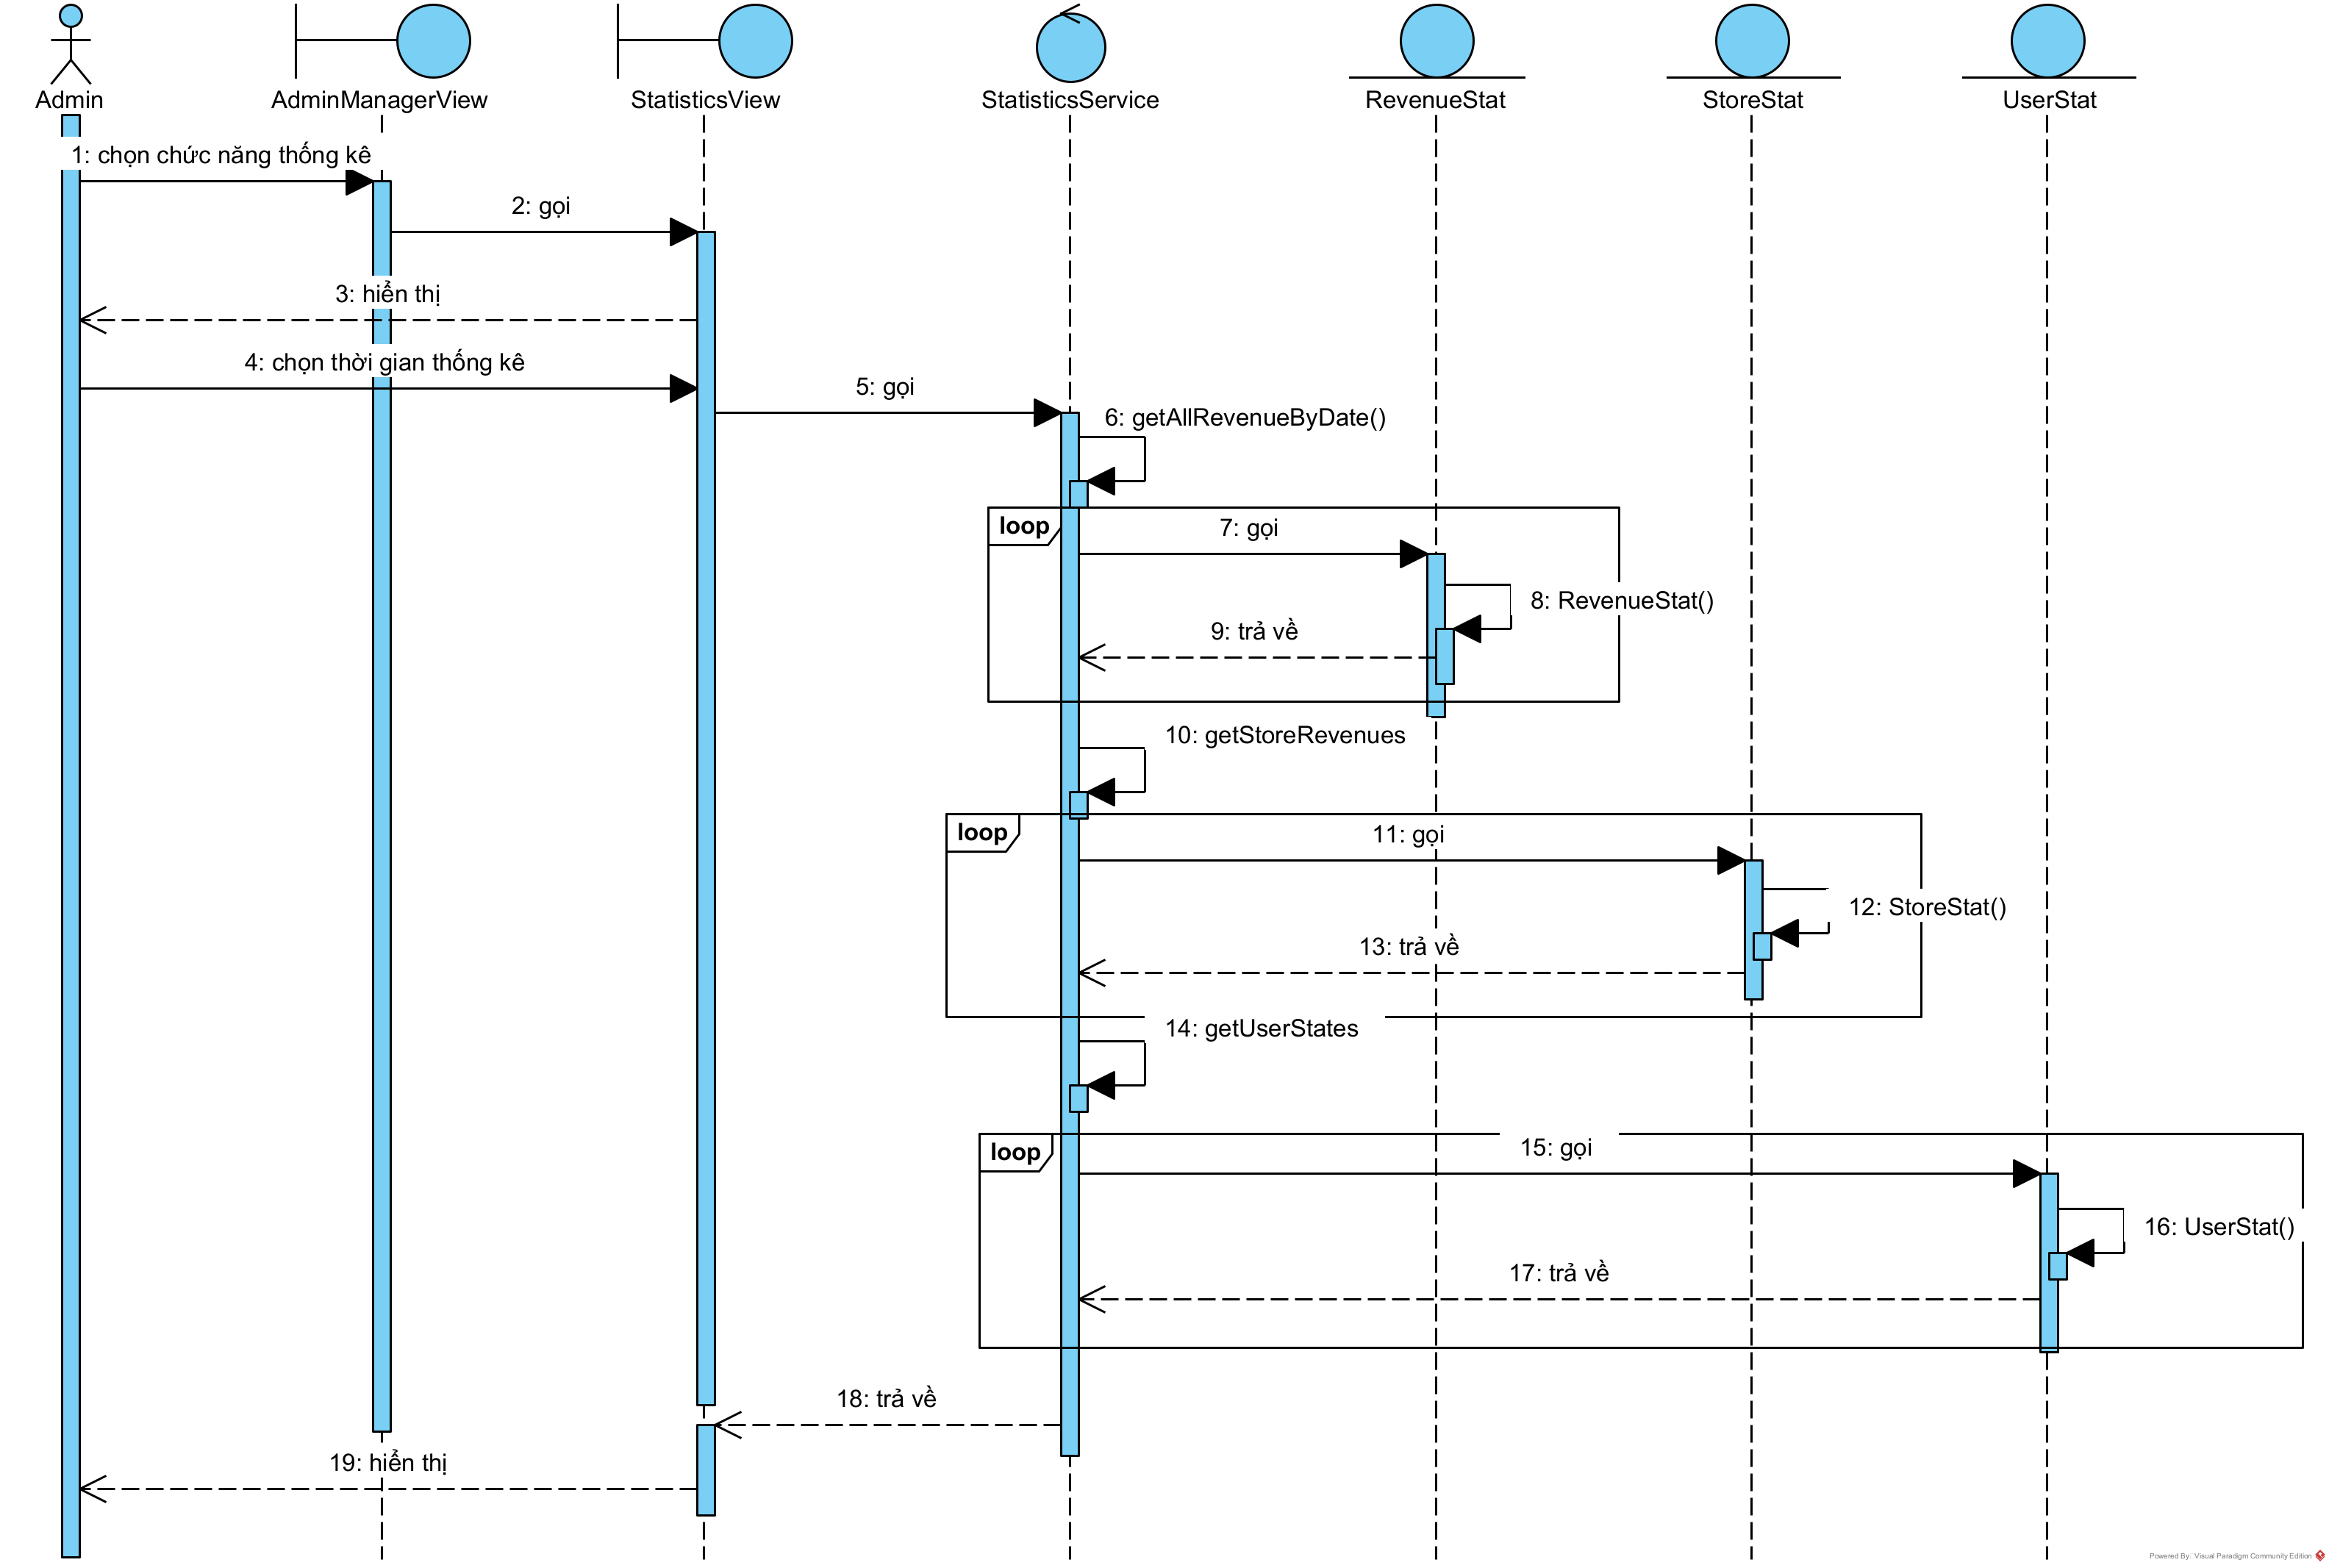 Admin
AdminManagerView
StatisticsView
StatisticsService
RevenueStat
StoreStat
UserStat
1: chọn chức năng thống kê
2: gọi
3: hiển thị
4: chọn thời gian thống kê
5: gọi
6: getAllRevenueByDate()
loop
7: gọi
8: RevenueStat()
9: trả về
10: getStoreRevenues
loop
11: gọi
12: StoreStat()
13: trả về
14: getUserStates
loop
15: gọi
16: UserStat()
17: trả về
18: trả về
19: hiển thị
Powered By: Visual Paradigm Community Edition